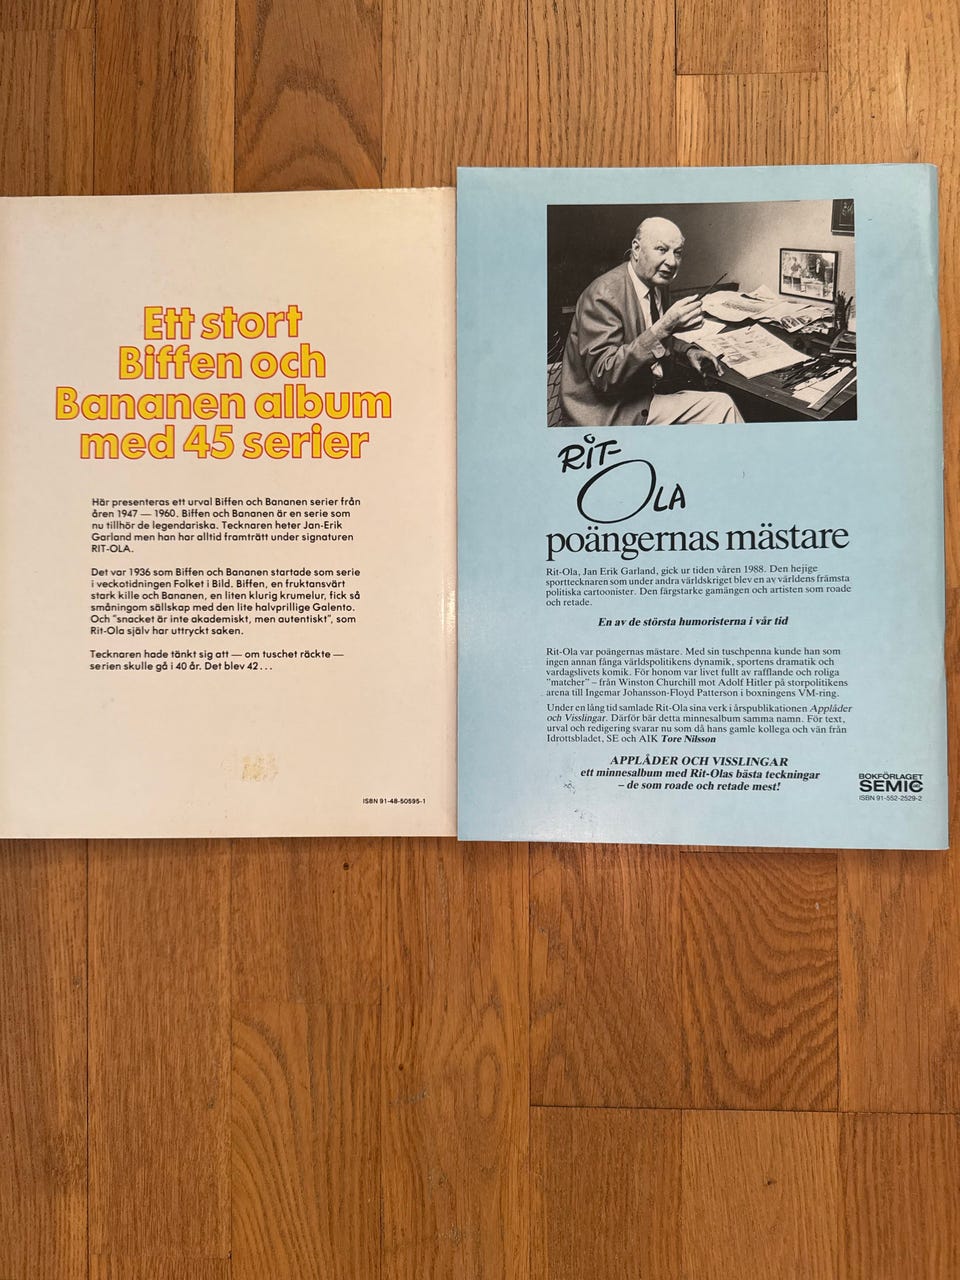 Ett stort
Biffen och
Bananen album
med 45 serier
Här presenteras ett urval Biffen och Bananen serier från
åren 1947 — 1960. Biffen och Bananen är en serie som
nu tillhör de legendariska. Tecknaren heter Jan-Erik
Garland men han har alltid framträtt under signaturen
RIT-OLA.
Det var 1936 som Biffen och Bananen startade som serie
i veckotidningen Folket i Bild. Biffen, en fruktansvärt
stark kille och Bananen, en liten klurig krumelur, fick så
småningom sällskap med den lite halvprillige Galento.
Och "snacket är inte akademiskt, men autentiskt", som
Rit-Ola själv har uttryckt saken.
Tecknaren hade tänkt sig att — om tuschet räckte —
serien skulle gå i 40 år. Det blev 42 . . .
ISBN 91-48-50595-1
RIT-
OLA
poängernas mästare
Rit-Ola, Jan Erik Garland, gick ur tiden våren 1988. Den hejige
sporttecknaren som under andra världskriget blev en av världens främsta
politiska cartoonister. Den färgstarke gamängen och artisten som roade
och retade.
En av de största humoristerna i vår tid
Rit-Ola var poängernas mästare. Med sin tuschpenna kunde han som
ingen annan fånga världspolitikens dynamik, sportens dramatik och
vardagslivets komik. För honom var livet fullt av rafflande och roliga
"matcher" – från Winston Churchill mot Adolf Hitler på storpolitikens
arena till Ingemar Johansson-Floyd Patterson i boxningens VM-ring.
Under en lång tid samlade Rit-Ola sina verk i årspublikationen Applåder
och Visslingar. Därför bär detta minnesalbum samma namn. För text,
urval och redigering svarar nu som då hans gamle kollega och vän från
Idrottsbladet, SE och AIK Tore Nilsson
APPLÅDER OCH VISSLINGAR
ett minnesalbum med Rit-Olas bästa teckningar
– de som roade och retade mest!
BOKFÖRLAGET
SEMIC
ISBN 91-552-2529-2